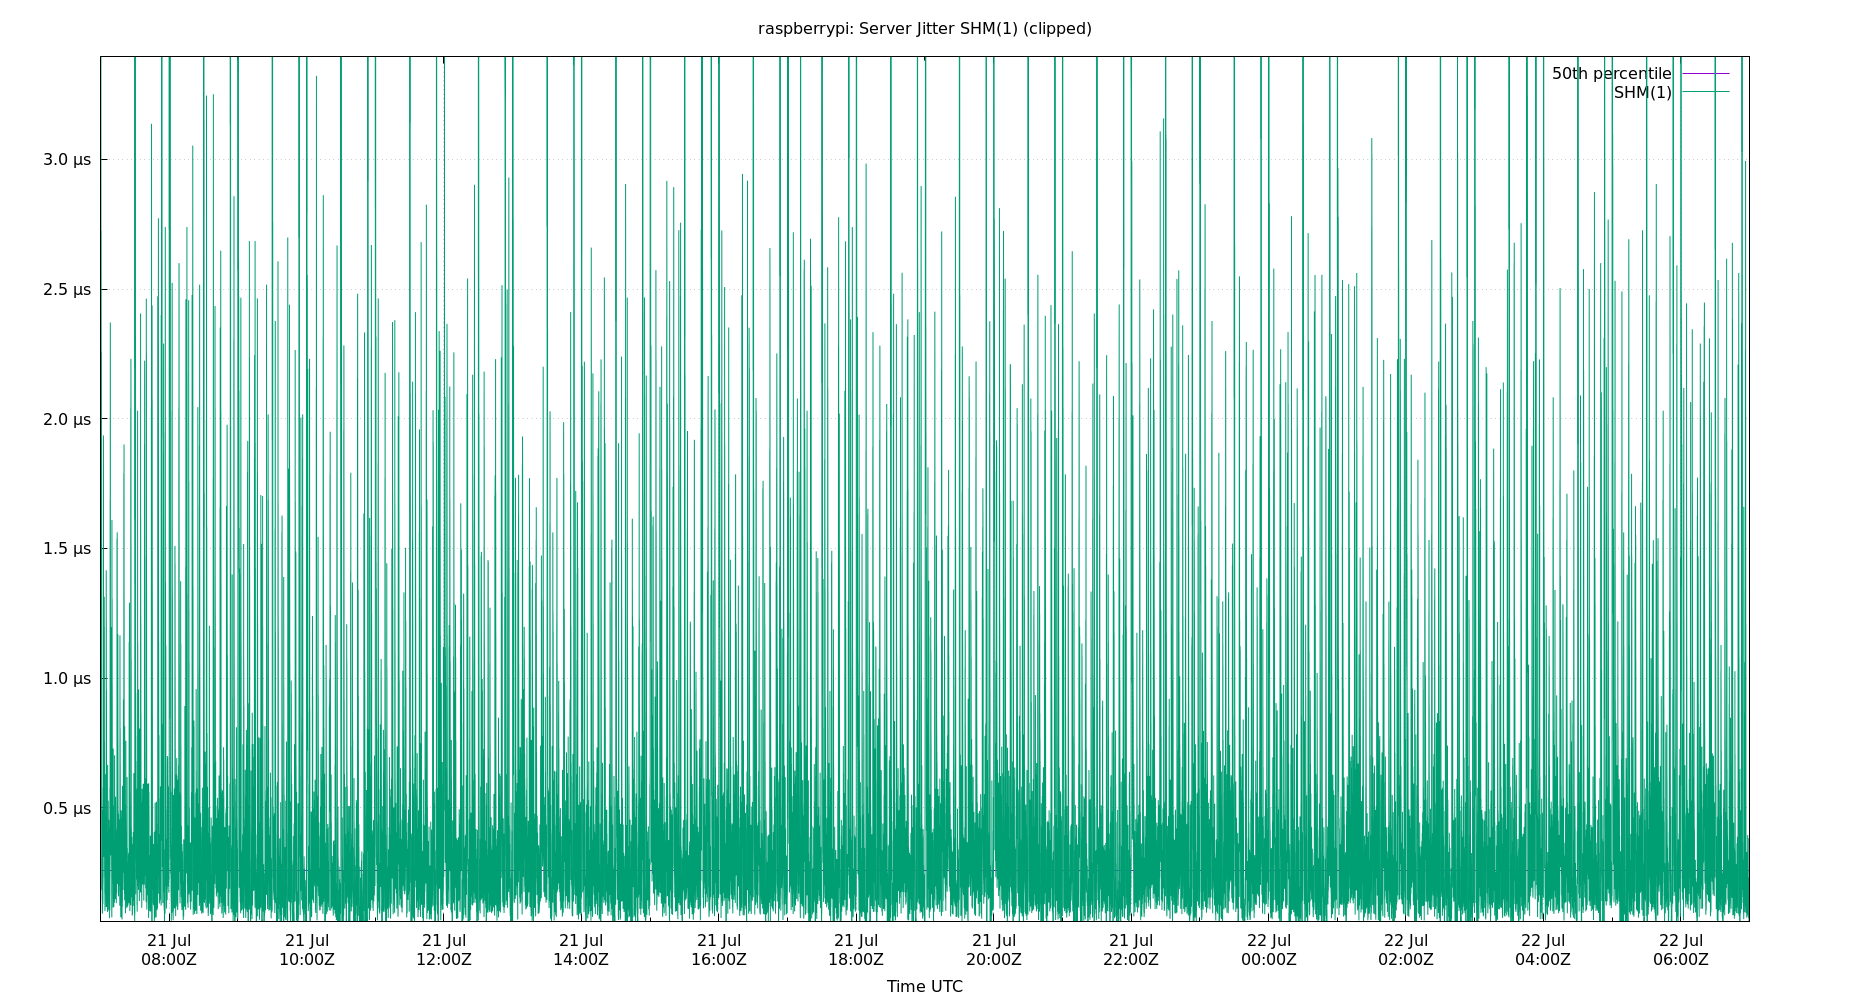 raspberrypi: Server Jitter SHM(1) (clipped)
50th percentile
SHM(1)
3.0 µs
2.5 µs
2.0 µs
1.5 µs
1.0 µs
0.5 µs
21 Jul 21 Jul 21 Jul 21 Jul 21 Jul 21 Jul 21 Jul 21 Jul 22 Jul 22 Jul 22 Jul 22 Jul
08:00Z 10:00Z 12:00Z 14:00Z 16:00Z 18:00Z 20:00Z 22:00Z 00:00Z 02:00Z 04:00Z 06:00Z
Time UTC